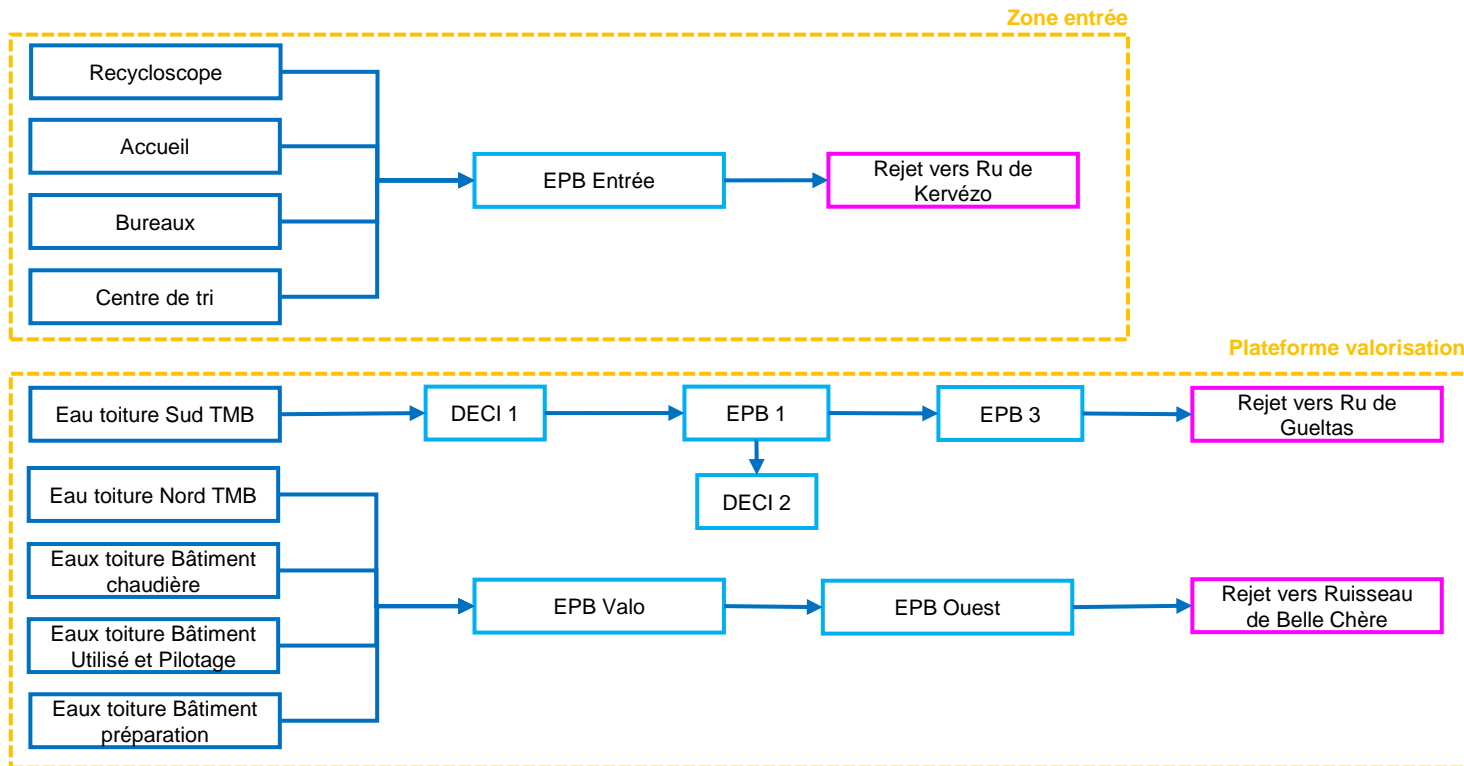 Zone entrée
Recycloscope
Accueil
Bureaux
Centre de tri
EPB Entrée
Rejet vers Ru de
Kervézo
Plateforme valorisation
Eau toiture Sud TMB
DECI 1
EPB 1
EPB 3
Rejet vers Ru de
Gueltas
DECI 2
Eau toiture Nord TMB
Eaux toiture Bâtiment
chaudière
Eaux toiture Bâtiment
Utilisé et Pilotage
Eaux toiture Bâtiment
préparation
EPB Valo
EPB Ouest
Rejet vers Ruisseau
de Belle Chère